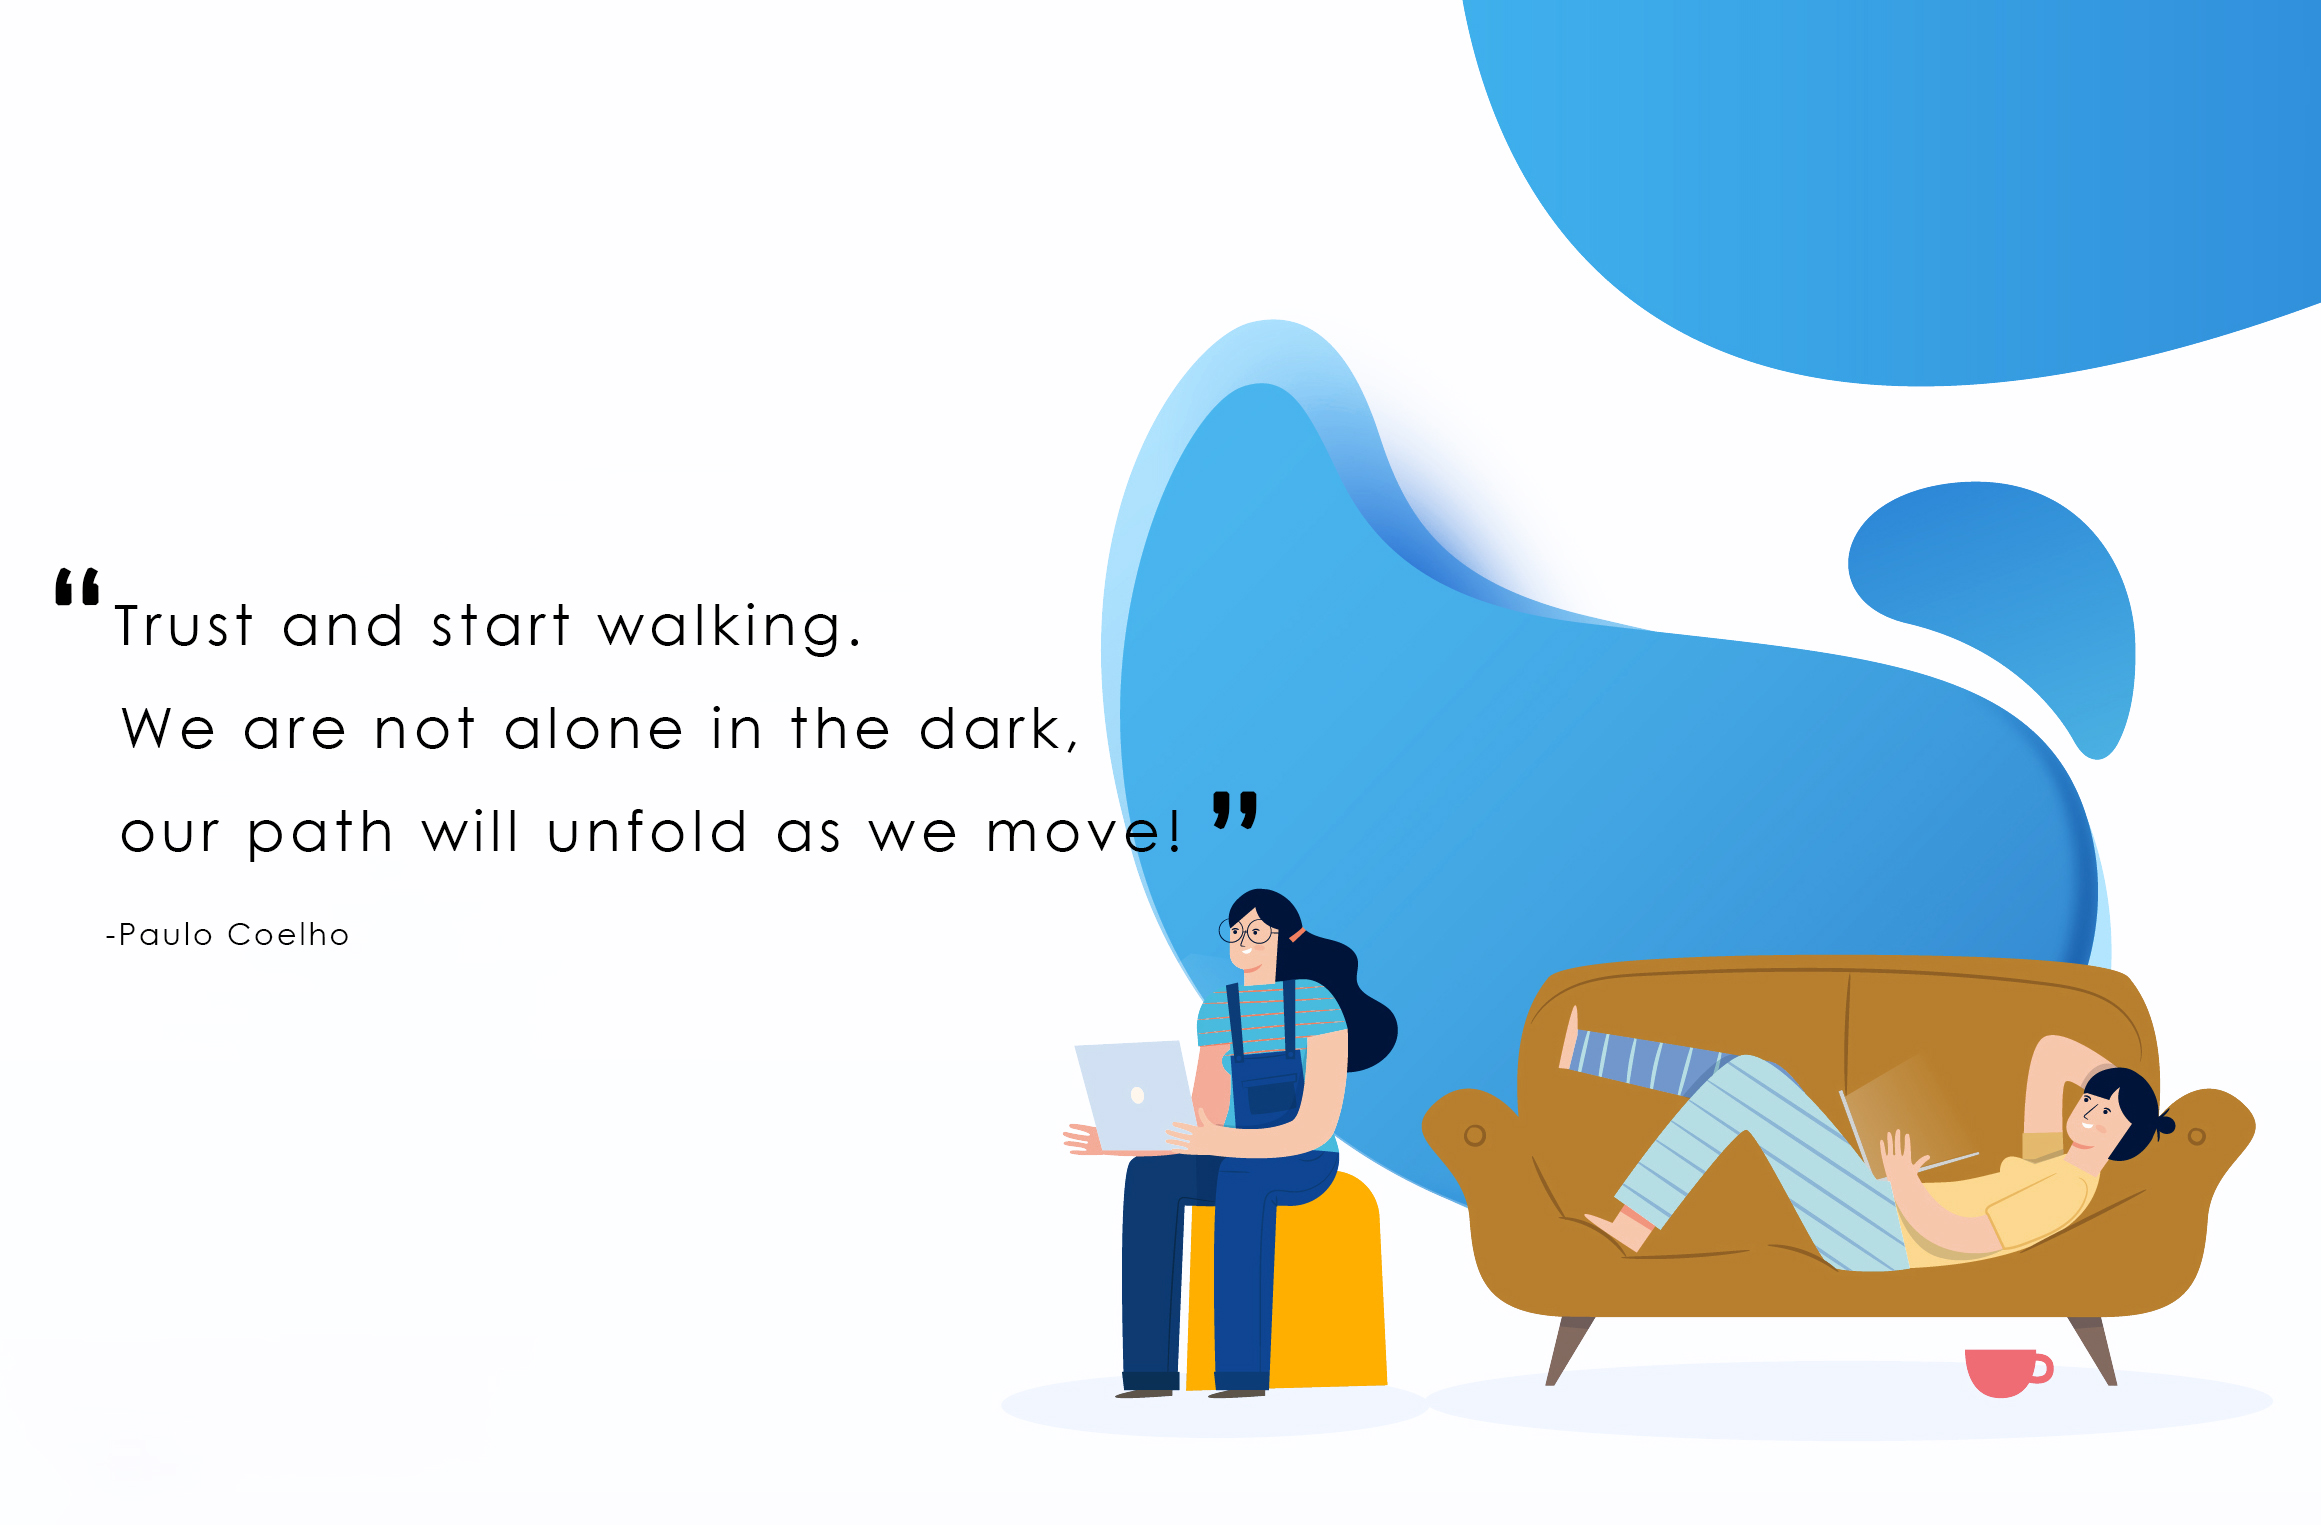 “Trust and start walking.
We are not alone in the dark,
our path will unfold as we move!”
-Paulo Coelho